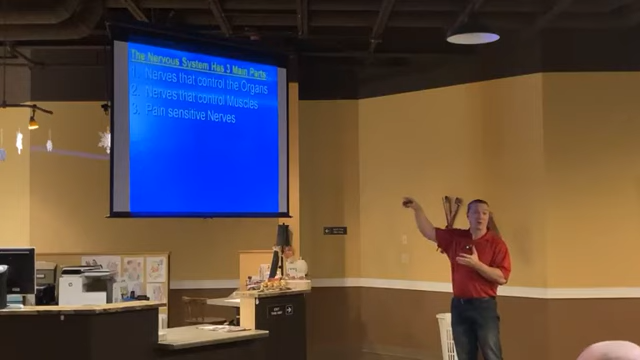 The Nervous System Has 3 Main Parts
1. Nerves that control the Organs
2. Nerves that control Muscles
3. Pain sensitive Nerves